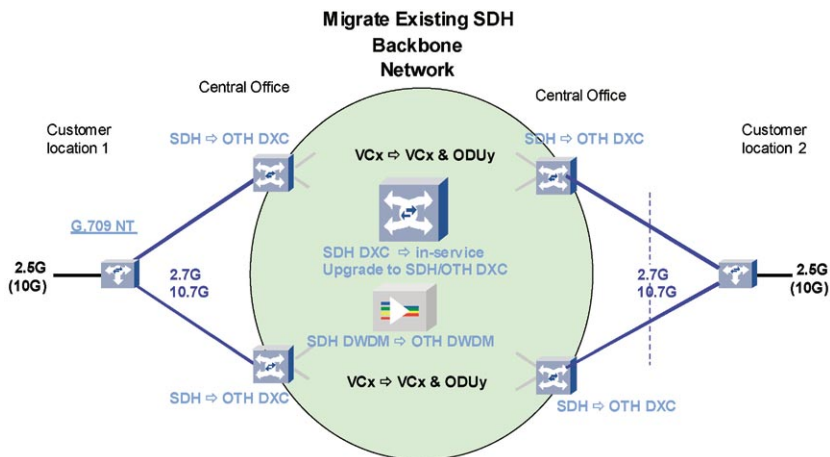 Migrate Existing SDH
Backbone
Network
Central Office
Central Office
Customer
location 1
Customer
location 2
SDH ⇨ OTH DXC
SDH ⇨ OTH DXC
VCx ⇨ VCx & ODUy
G.709 NT
SDH DXC ⇨ in-service
Upgrade to SDH/OTH DXC
2.5G
(10G)
2.7G
10.7G
2.7G
10.7G
2.5G
(10G)
SDH DWDM ⇨ OTH DWDM
VCx ⇨ VCx & ODUy
SDH ⇨ OTH DXC
SDH ⇨ OTH DXC